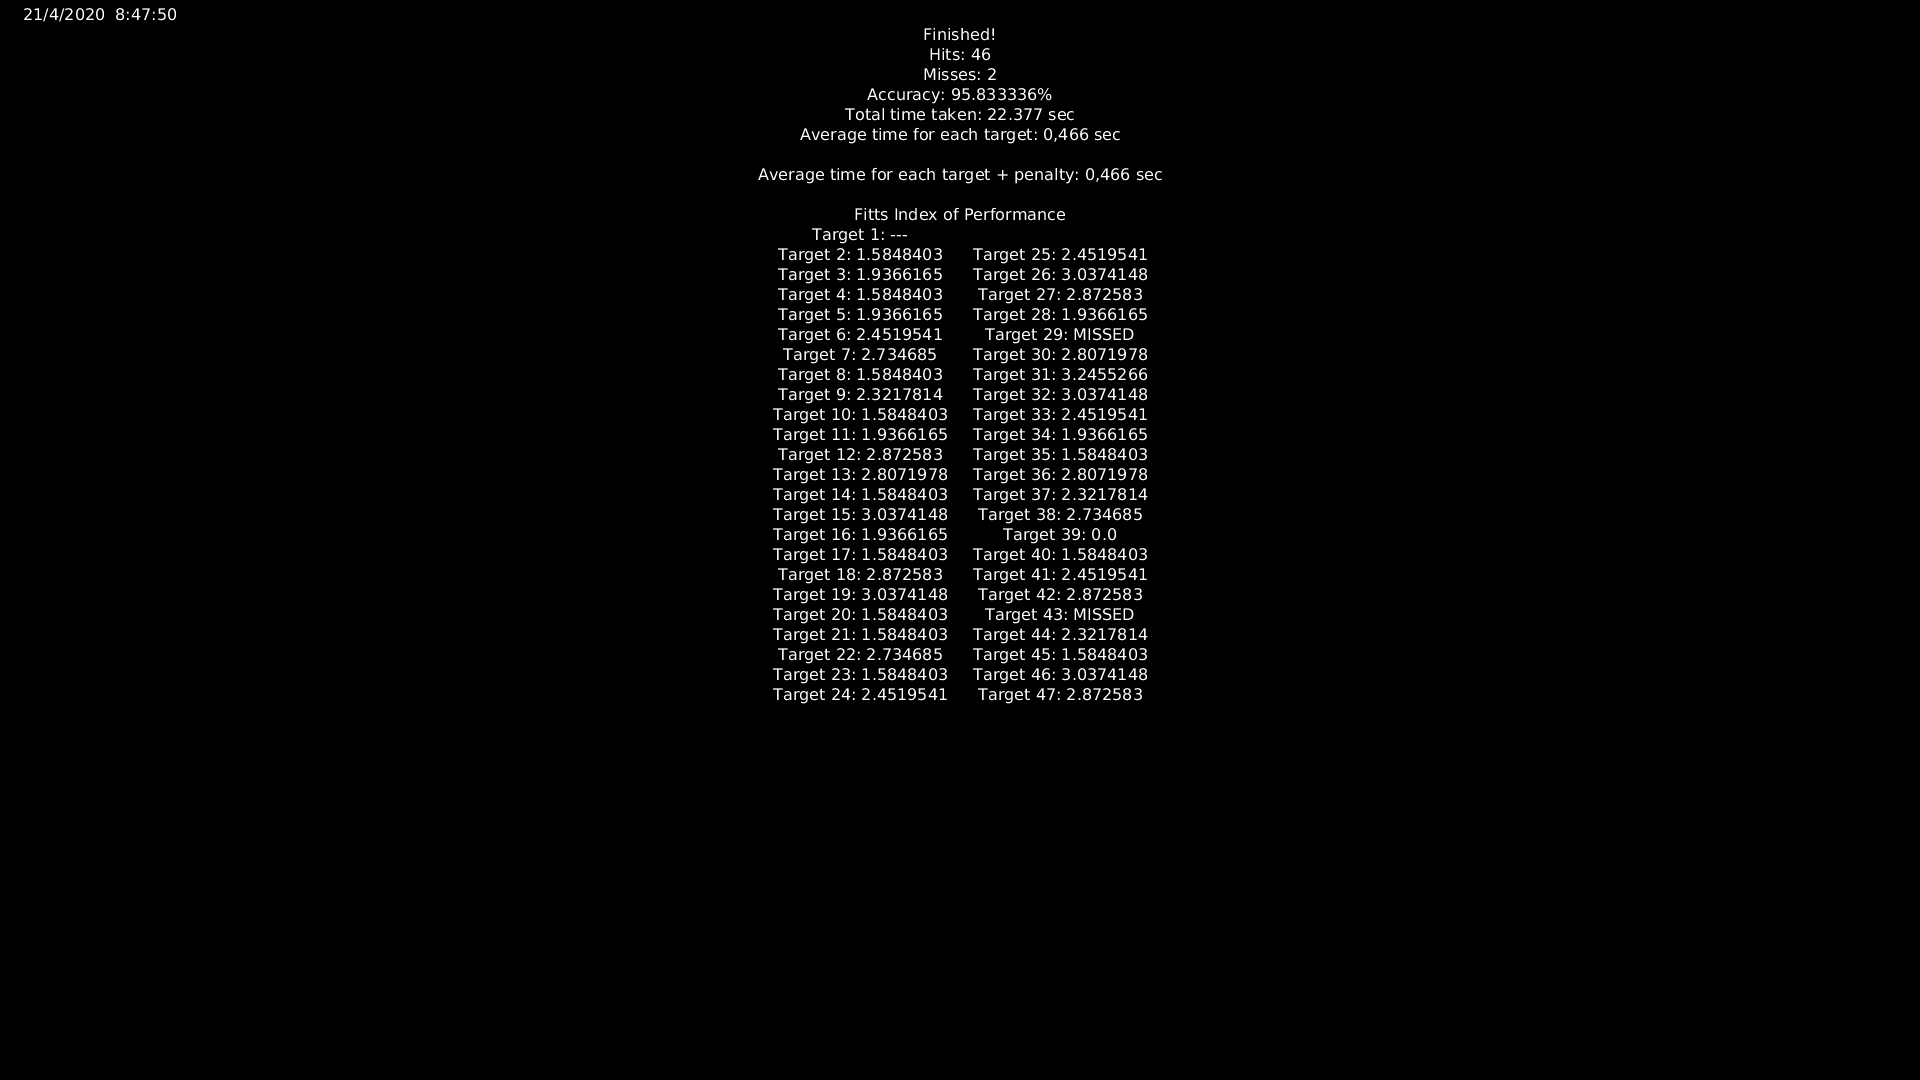 21/4/2020  8:47:50
Finished!
Hits: 46
Misses: 2
Accuracy: 95.833336%
Total time taken: 22.377 sec
Average time for each target: 0,466 sec
Average time for each target + penalty: 0,466 sec
Fitts Index of Performance
Target 1: ---
Target 2: 1.5848403
Target 3: 1.9366165
Target 4: 1.5848403
Target 5: 1.9366165
Target 6: 2.4519541
Target 7: 2.734685
Target 8: 1.5848403
Target 9: 2.3217814
Target 10: 1.5848403
Target 11: 1.9366165
Target 12: 2.872583
Target 13: 2.8071978
Target 14: 1.5848403
Target 15: 3.0374148
Target 16: 1.9366165
Target 17: 1.5848403
Target 18: 2.872583
Target 19: 3.0374148
Target 20: 1.5848403
Target 21: 1.5848403
Target 22: 2.734685
Target 23: 1.5848403
Target 24: 2.4519541
Target 25: 2.4519541
Target 26: 3.0374148
Target 27: 2.872583
Target 28: 1.9366165
Target 29: MISSED
Target 30: 2.8071978
Target 31: 3.2455266
Target 32: 3.0374148
Target 33: 2.4519541
Target 34: 1.9366165
Target 35: 1.5848403
Target 36: 2.8071978
Target 37: 2.3217814
Target 38: 2.734685
Target 39: 0.0
Target 40: 1.5848403
Target 41: 2.4519541
Target 42: 2.872583
Target 43: MISSED
Target 44: 2.3217814
Target 45: 1.5848403
Target 46: 3.0374148
Target 47: 2.872583